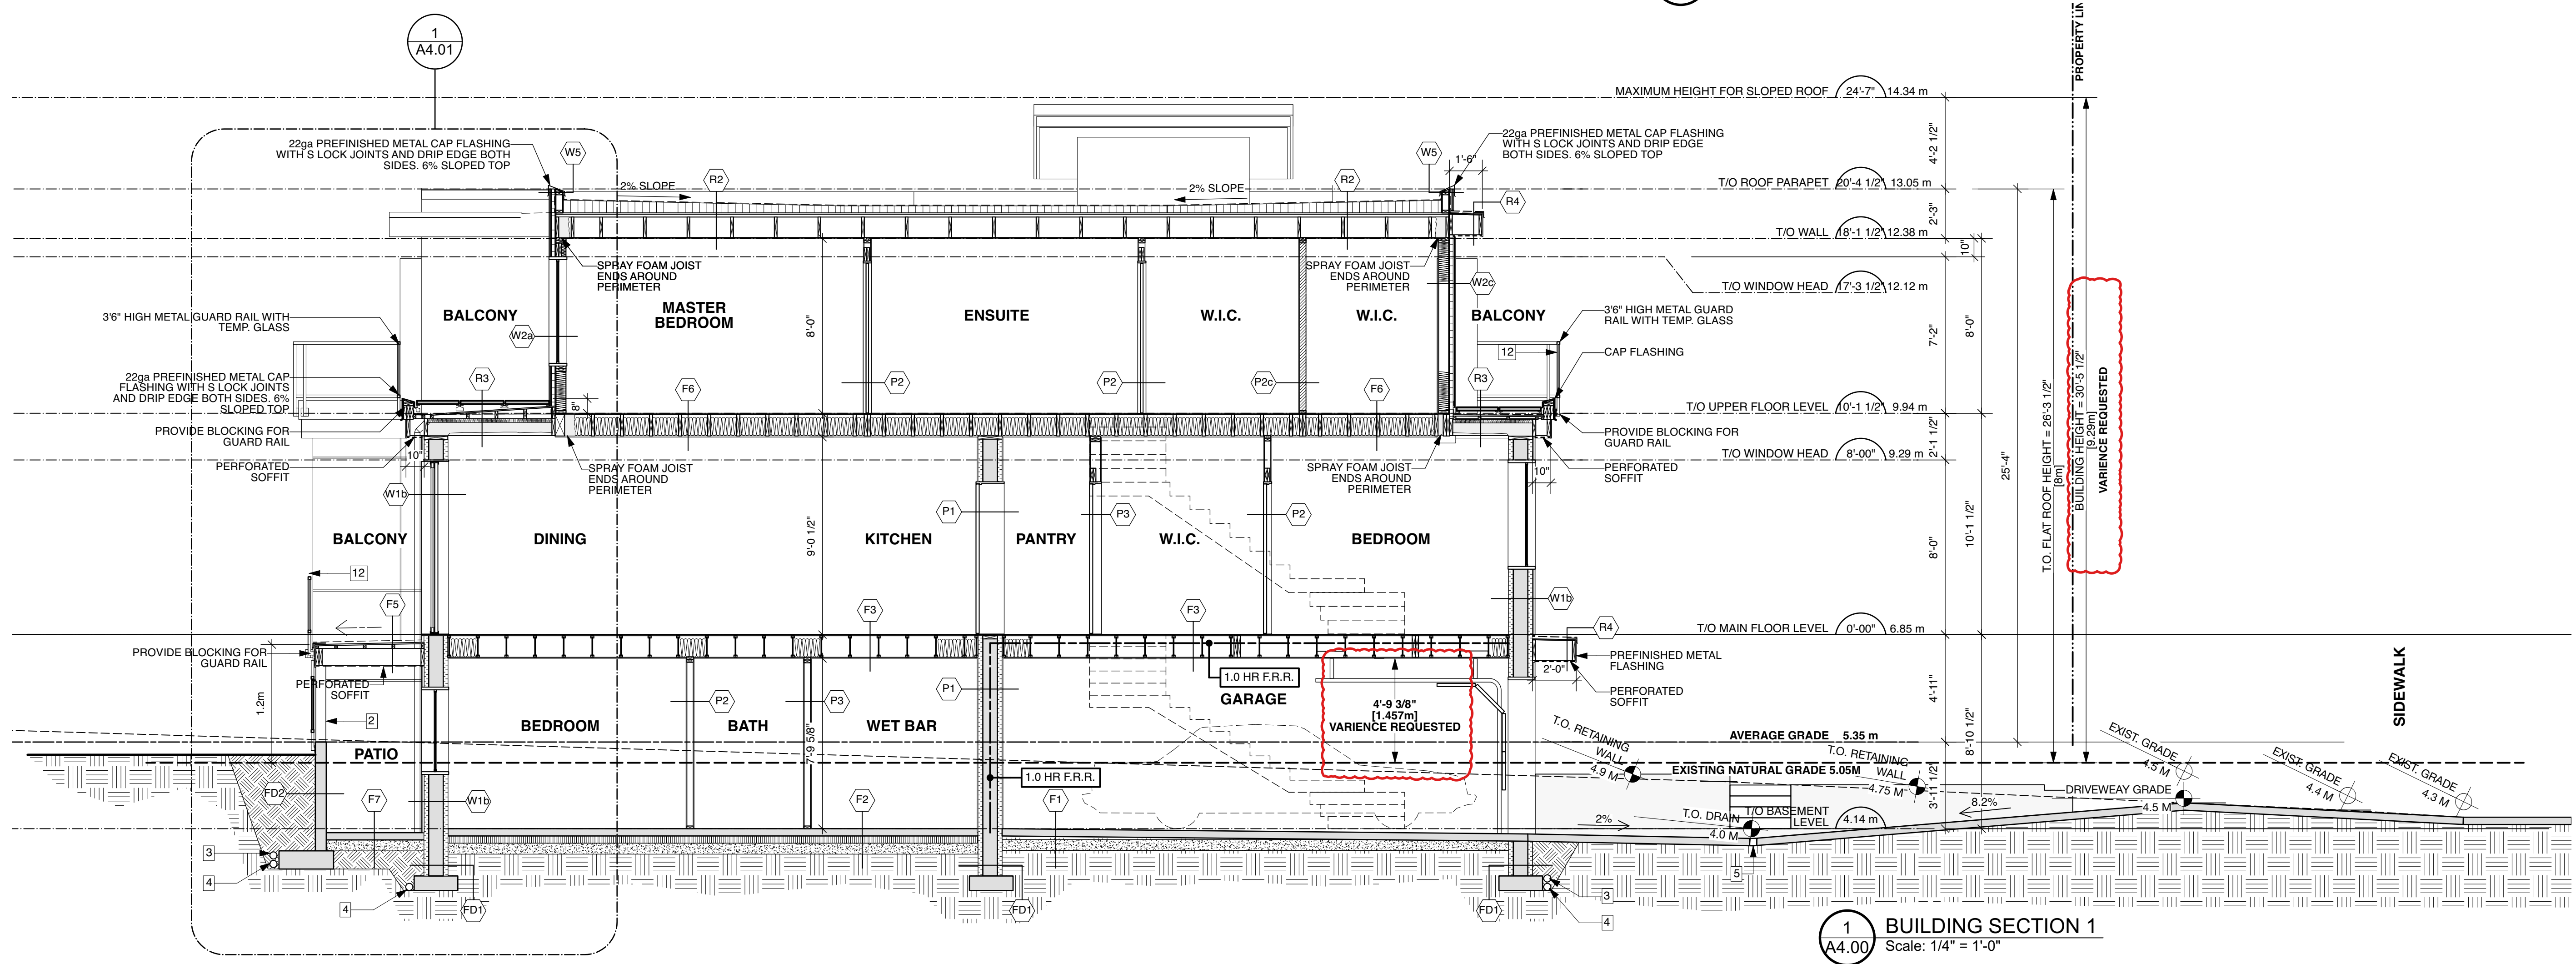 1
A4.01
PROPERTY LIN
MAXIMUM HEIGHT FOR SLOPED ROOF 24'-7" 14.34 m
22ga PREFINISHED METAL CAP FLASHING
WITH S LOCK JOINTS AND DRIP EDGE BOTH
SIDES. 6% SLOPED TOP
W5
2% SLOPE
R2
2% SLOPE
R2
W5
1'-6"
22ga PREFINISHED METAL CAP FLASHING
WITH S LOCK JOINTS AND DRIP EDGE
BOTH SIDES. 6% SLOPED TOP
R4
4'-2 1/2"
T/O ROOF PARAPET 20'-4 1/2" 13.05 m
2'-3"
T/O WALL 18'-1 1/2" 12.38 m
10"
T/O WINDOW HEAD 17'-3 1/2" 12.12 m
SPRAY FOAM JOIST
ENDS AROUND
PERIMETER
SPRAY FOAM JOIST
ENDS AROUND
PERIMETER
W2c
BALCONY
MASTER
BEDROOM
8'-0"
ENSUITE
W.I.C.
W.I.C.
BALCONY
3'6" HIGH METAL GUARD RAIL WITH
TEMP. GLASS
W2a
3'6" HIGH METAL GUARD
RAIL WITH TEMP. GLASS
12
CAP FLASHING
7'-2"
8'-0"
22ga PREFINISHED METAL CAP
FLASHING WITH S LOCK JOINTS
AND DRIP EDGE BOTH SIDES. 6%
SLOPED TOP
R3
8"
F6
P2
P2
P2c
F6
R3
T/O UPPER FLOOR LEVEL 10'-1 1/2" 9.94 m
PROVIDE BLOCKING FOR
GUARD RAIL
PROVIDE BLOCKING FOR
GUARD RAIL
2'-1 1/2"
T/O WINDOW HEAD 8'-00" 9.29 m
PERFORATED
SOFFIT
10"
SPRAY FOAM JOIST
ENDS AROUND
PERIMETER
SPRAY FOAM JOIST
ENDS AROUND
PERIMETER
10"
PERFORATED
SOFFIT
25'-4"
T.O. FLAT ROOF HEIGHT = 26'-3 1/2"
[8m]
BUILDING HEIGHT = 30'-5 1/2"
[9.29m]
VARIENCE REQUESTED
W1b
P1
P3
P2
BALCONY
DINING
9'-0 1/2"
KITCHEN
PANTRY
W.I.C.
BEDROOM
8'-0"
10'-1 1/2"
12
F5
F3
F3
W1b
T/O MAIN FLOOR LEVEL 0'-00" 6.85 m
R4
PROVIDE BLOCKING FOR
GUARD RAIL
PERFORATED
SOFFIT
1.2m
P1
1.0 HR F.R.R.
GARAGE
2'-0"
PREFINISHED METAL
FLASHING
PERFORATED
SOFFIT
4'-11"
SIDEWALK
2
P2
P3
4'-9 3/8"
[1.457m]
VARIENCE REQUESTED
BEDROOM
BATH
WET BAR
7'-9 5/8"
PATIO
AVERAGE GRADE 5.35 m
8'-10 1/2"
T.O. RETAINING
WALL
4.9 M
T.O. RETAINING
WALL
4.75 M
EXISTING NATURAL GRADE 5.05M
EXIST. GRADE
4.5 M
EXIST. GRADE
4.4 M
EXIST. GRADE
4.3 M
1.0 HR F.R.R.
FD2
F7
W1b
F2
F1
DRIVEWEAY GRADE
4.5 M
3'-11 1/2"
8.2%
2%
T.O. DRAIN
4.0 M
T/O BASEMENT
LEVEL
4.14 m
3
4
4
FD1
FD1
FD1
5
3
4
1
A4.00
BUILDING SECTION 1
Scale: 1/4" = 1'-0"